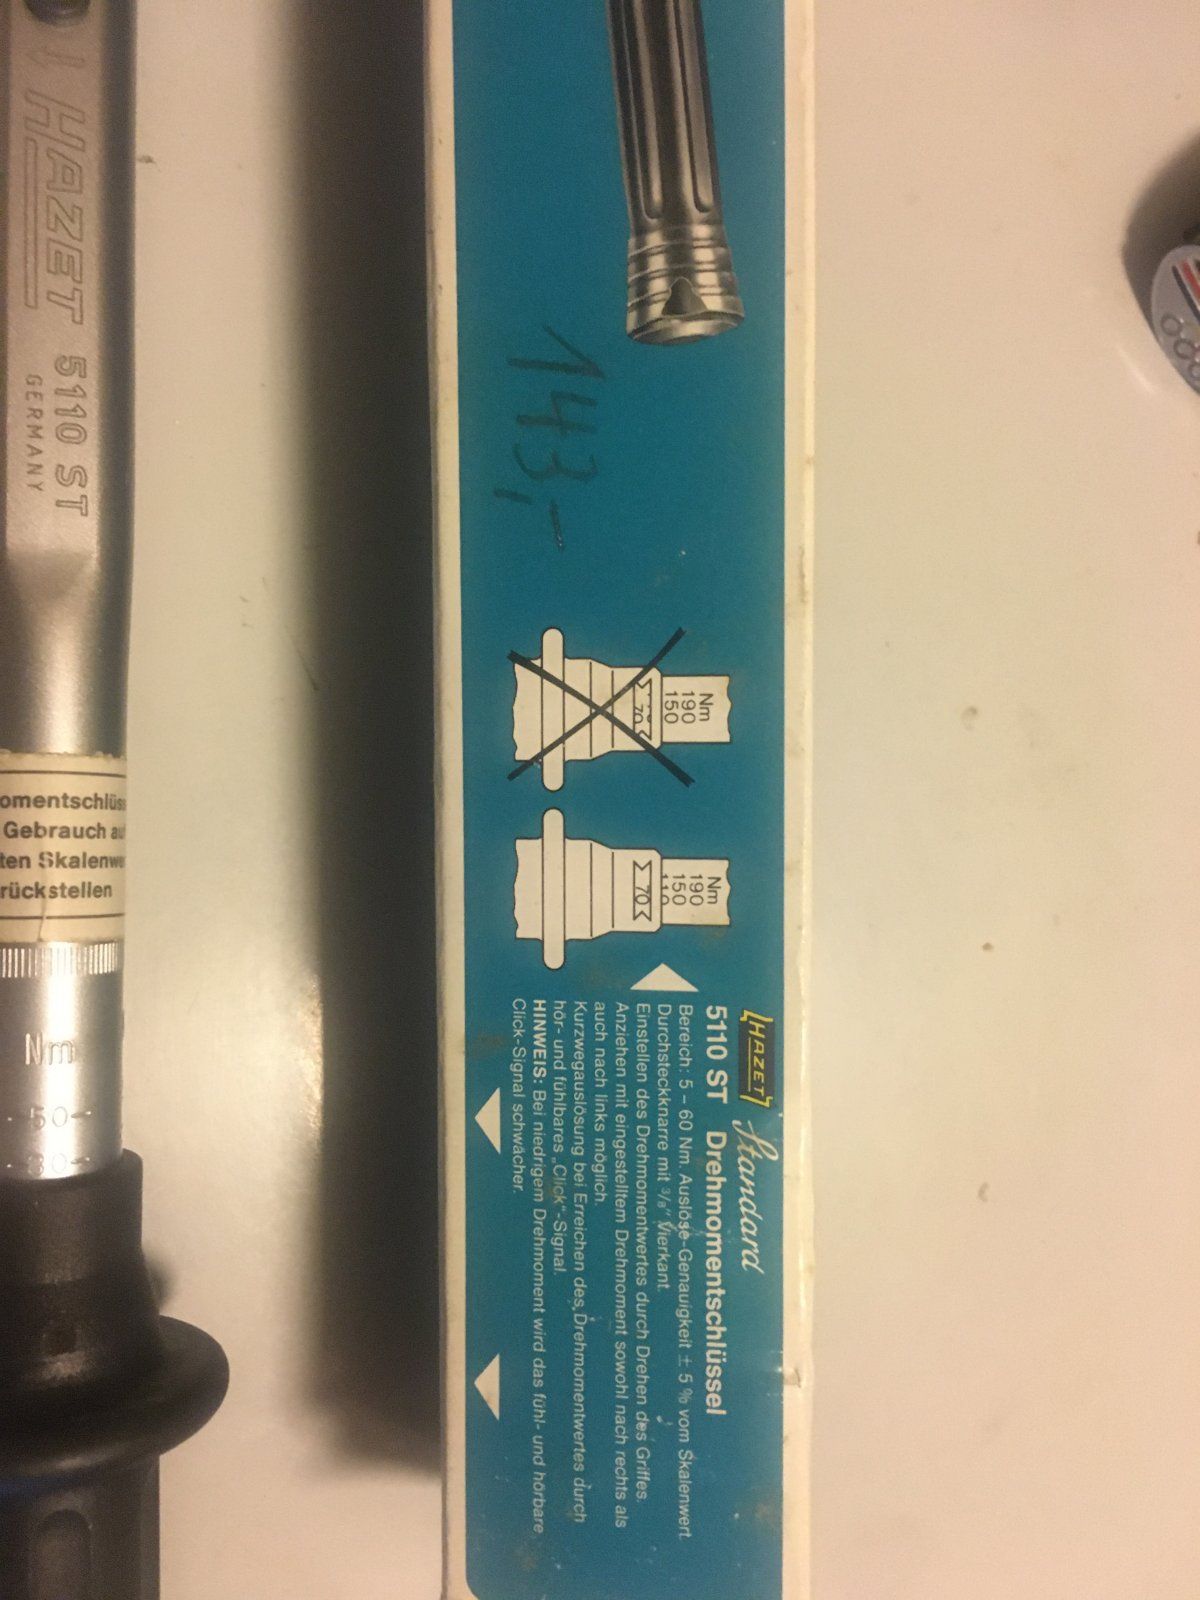 HAZET 5110 ST
GERMANY
Gebrauch
Skalenwe
rückstellen
Nm
50
143,-
Nm
190
150
70
Nm
190
150
110
70
HAZET Standard
5110 ST Drehmomentschlüssel
Bereich: 5 – 60 Nm. Auslöse-Genauigkeit ± 5 % vom Skalenwert.
Durchsteckknarre mit 3/8" Vierkant.
Einstellen des Drehmomentwertes durch Drehen des Griffes.
Anziehen mit eingestelltem Drehmoment sowohl nach rechts als
auch nach links möglich.
Kurzwegauslösung bei Erreichen des Drehmomentwertes durch
hör- und fühlbares „Click"-Signal.
HINWEIS: Bei niedrigem Drehmoment wird das fühl- und hörbare
Click-Signal schwächer.